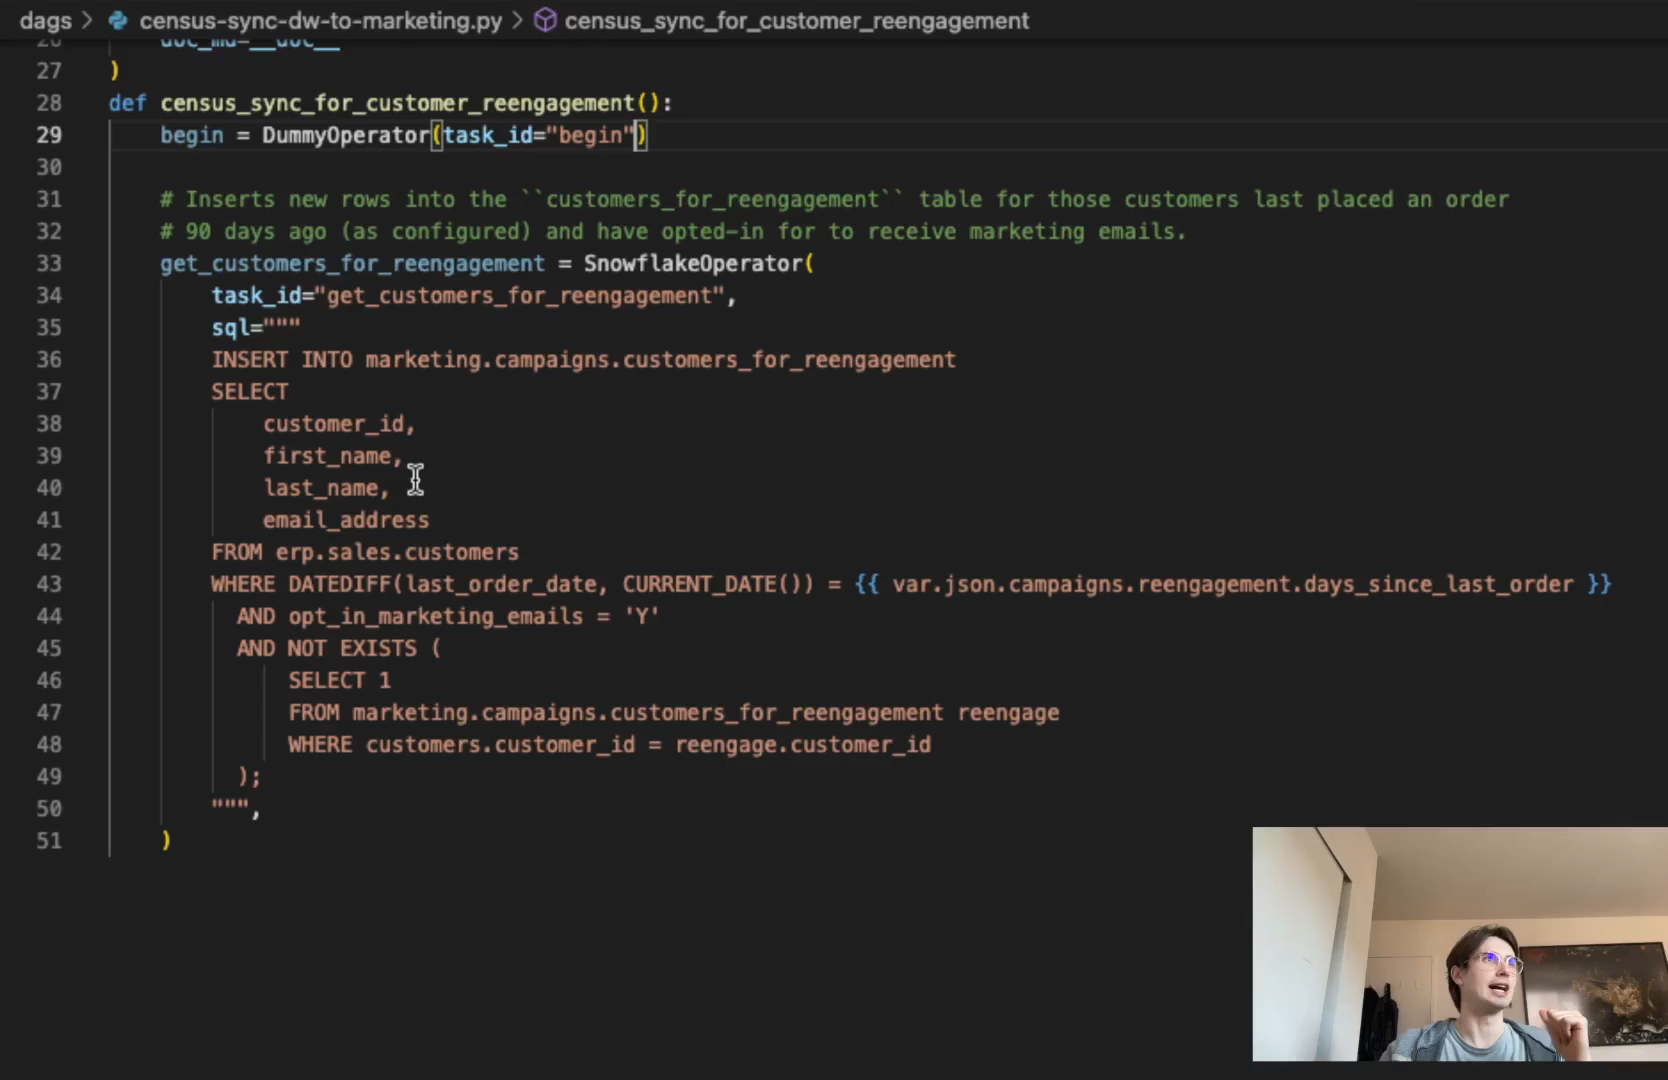 dags > census-sync-dw-to-marketing.py > census_sync_for_customer_reengagement
26 doc_md=__doc__
27 )
28 def census_sync_for_customer_reengagement():
29 begin = DummyOperator(task_id="begin")
30
31 # Inserts new rows into the ``customers_for_reengagement`` table for those customers last placed an order
32 # 90 days ago (as configured) and have opted-in for to receive marketing emails.
33 get_customers_for_reengagement = SnowflakeOperator(
34 task_id="get_customers_for_reengagement",
35 sql="""
36 INSERT INTO marketing.campaigns.customers_for_reengagement
37 SELECT
38 customer_id,
39 first_name,
40 last_name,
41 email_address
42 FROM erp.sales.customers
43 WHERE DATEDIFF(last_order_date, CURRENT_DATE()) = {{ var.json.campaigns.reengagement.days_since_last_order }}
44 AND opt_in_marketing_emails = 'Y'
45 AND NOT EXISTS (
46 SELECT 1
47 FROM marketing.campaigns.customers_for_reengagement reengage
48 WHERE customers.customer_id = reengage.customer_id
49 );
50 """,
51 )